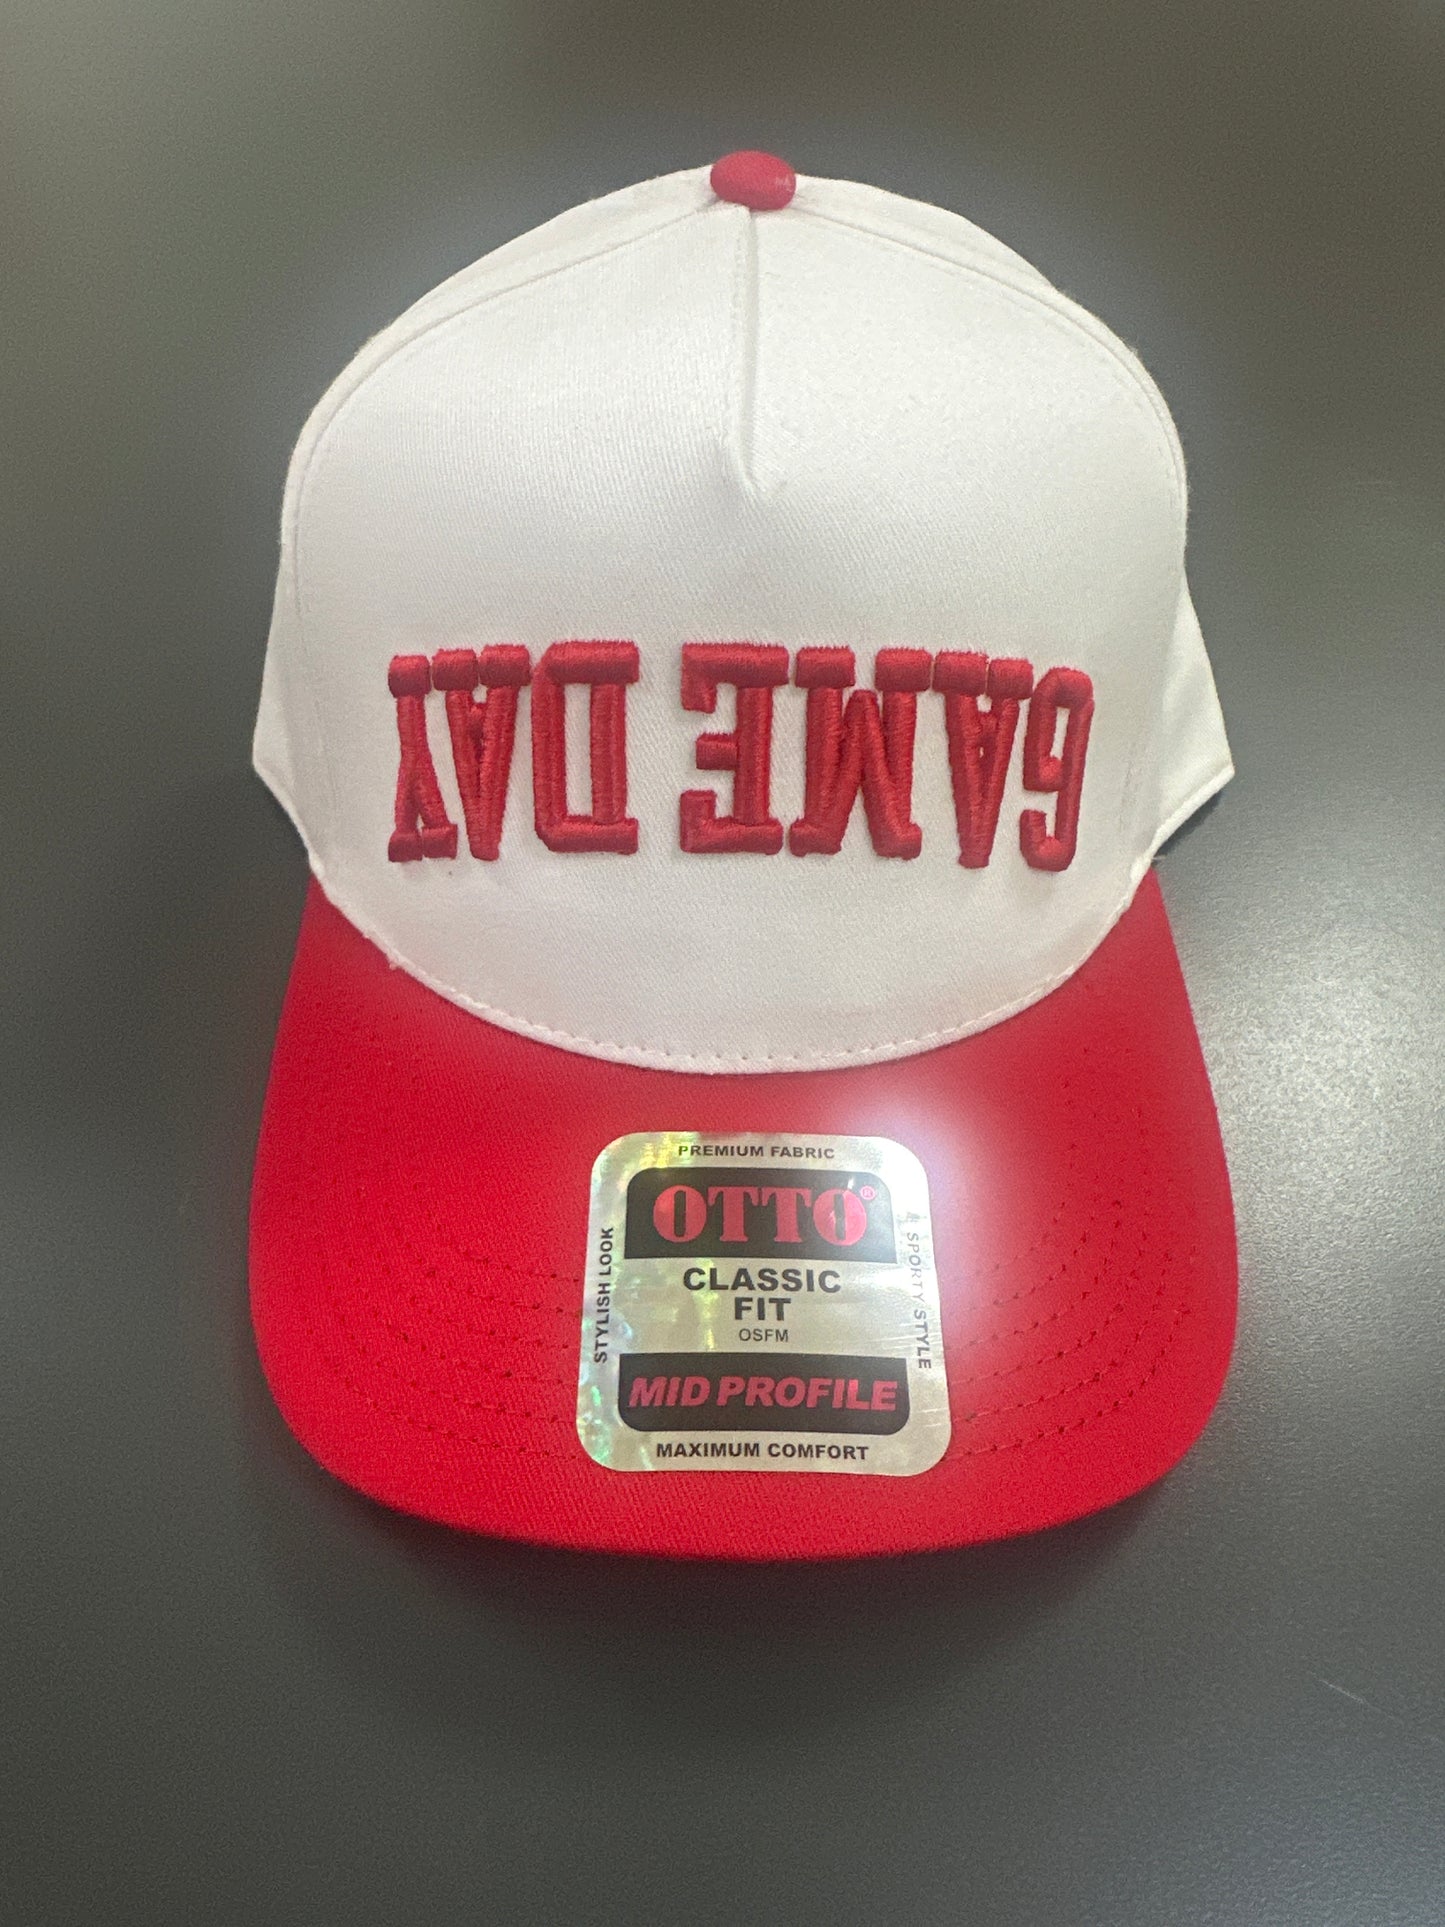 GAME DAY
PREMIUM FABRIC
OTTO®
CLASSIC
FIT
OSFM
MID PROFILE
MAXIMUM COMFORT
STYLISH LOOK
SPORTY STYLE